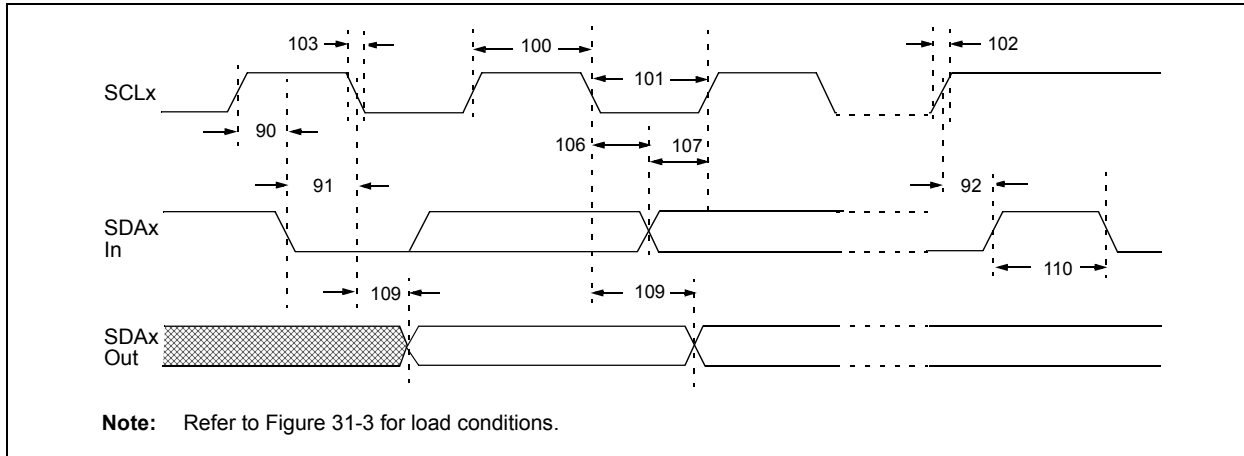 103
100
102
101
SCLx
90
106
107
91
92
SDAx
In
110
109
109
SDAx
Out
Note: Refer to Figure 31-3 for load conditions.